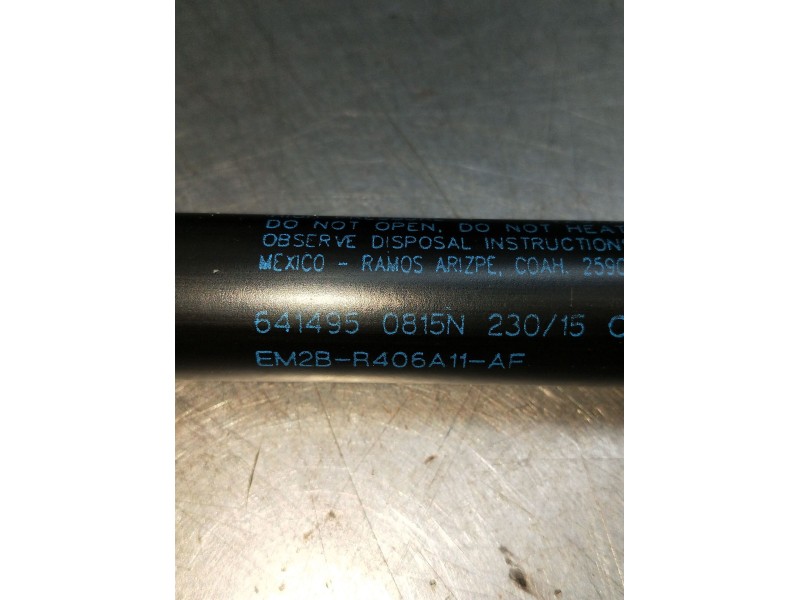 DO NOT OPEN, DO NOT HEAT
OBSERVE DISPOSAL INSTRUCTIONS
MEXICO - RAMOS ARIZPE, COAH. 2590
641495 0815N 230/15 C
EM2B-R406A11-AF